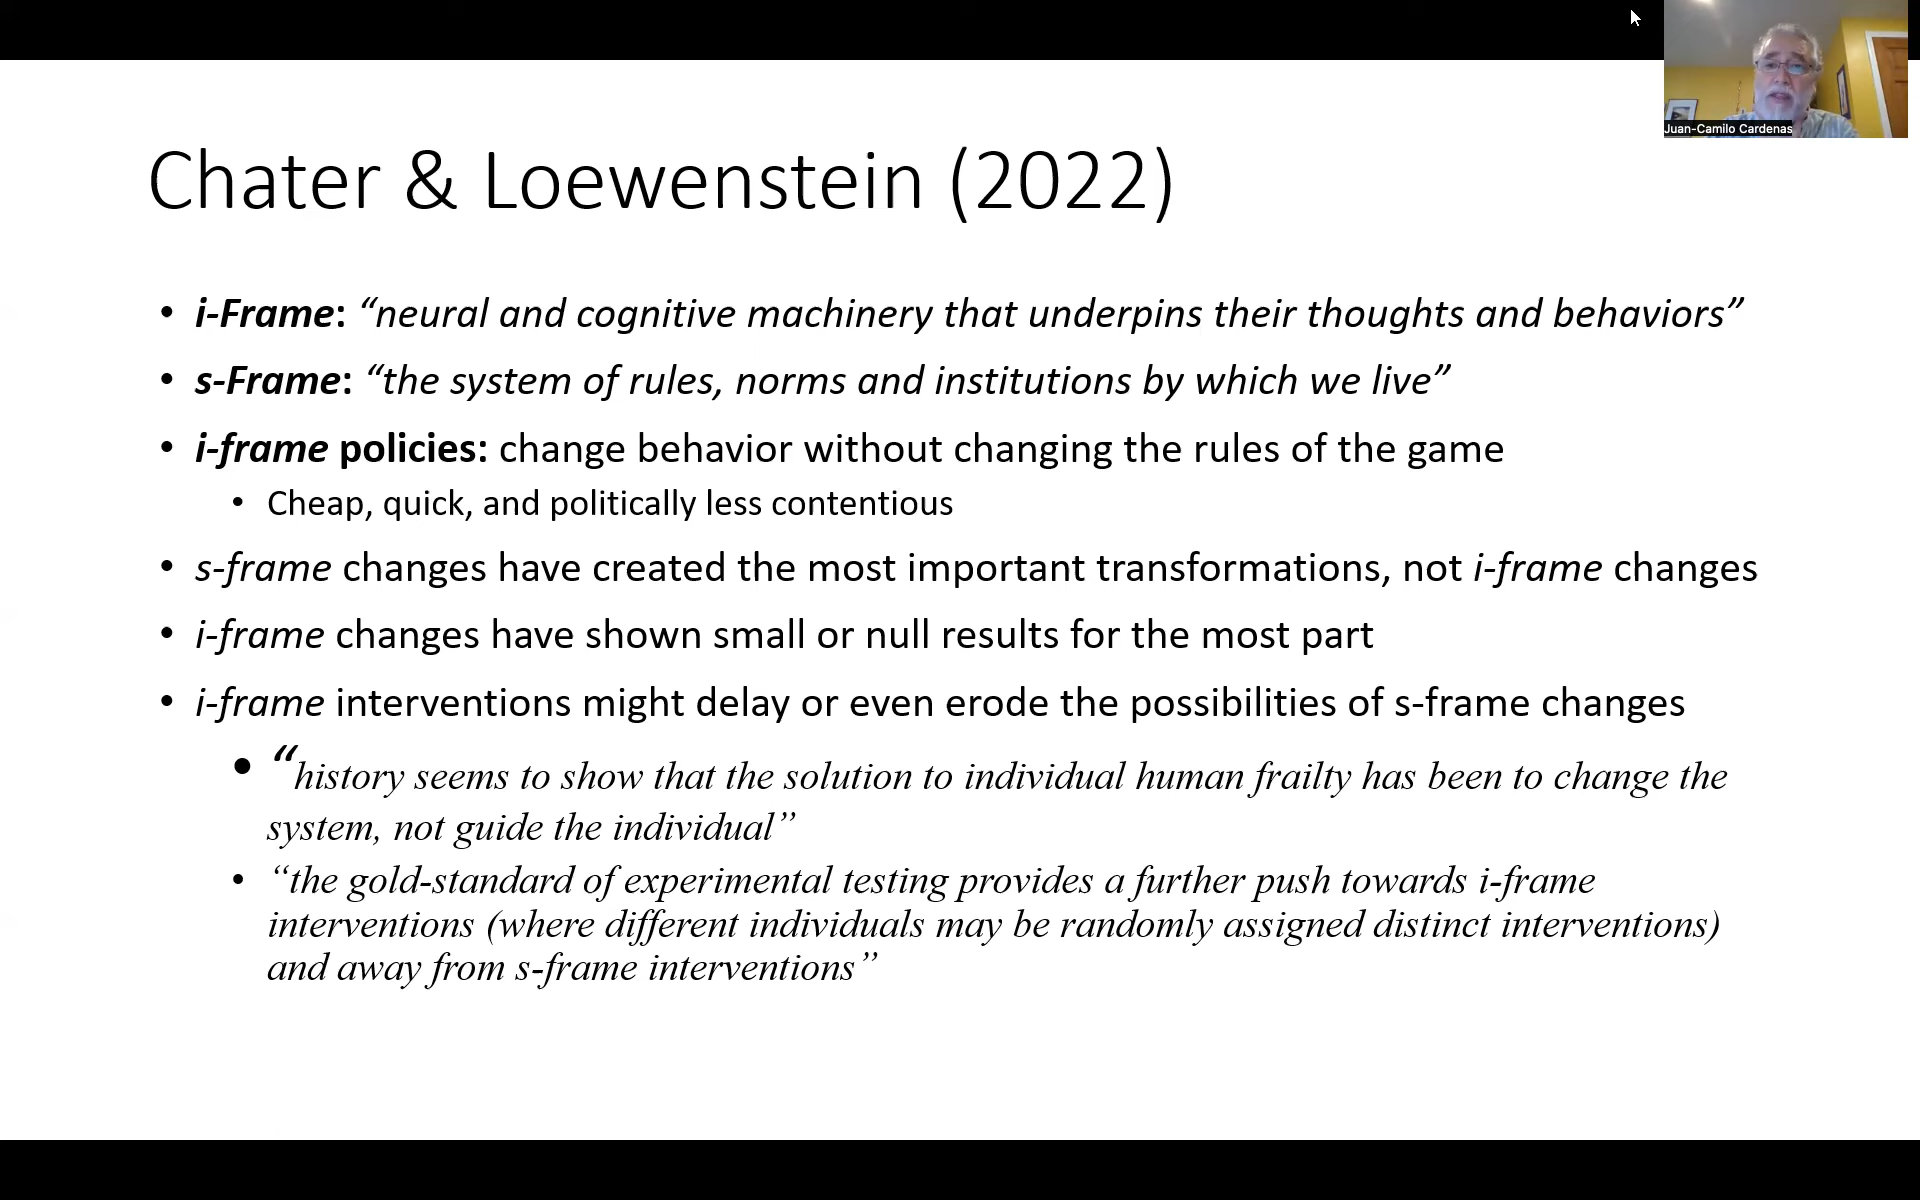 Juan-Camilo Cardenas
Chater & Loewenstein (2022)
• i-Frame: “neural and cognitive machinery that underpins their thoughts and behaviors”
• s-Frame: “the system of rules, norms and institutions by which we live”
• i-frame policies: change behavior without changing the rules of the game
• Cheap, quick, and politically less contentious
• s-frame changes have created the most important transformations, not i-frame changes
• i-frame changes have shown small or null results for the most part
• i-frame interventions might delay or even erode the possibilities of s-frame changes
• “history seems to show that the solution to individual human frailty has been to change the
system, not guide the individual”
• “the gold-standard of experimental testing provides a further push towards i-frame
interventions (where different individuals may be randomly assigned distinct interventions)
and away from s-frame interventions”